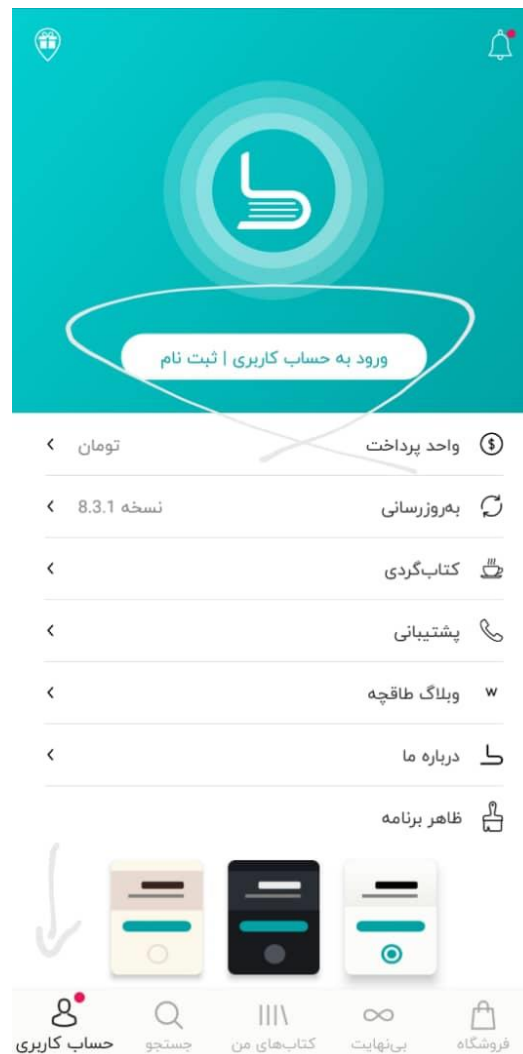 ورود به حساب کاربری | ثبت نام
واحد پرداخت تومان
به‌روزرسانی نسخه 8.3.1
کتاب‌گردی
پشتیبانی
وبلاگ طاقچه
درباره ما
ظاهر برنامه
فروشگاه بی‌نهایت کتاب‌های من جستجو حساب کاربری